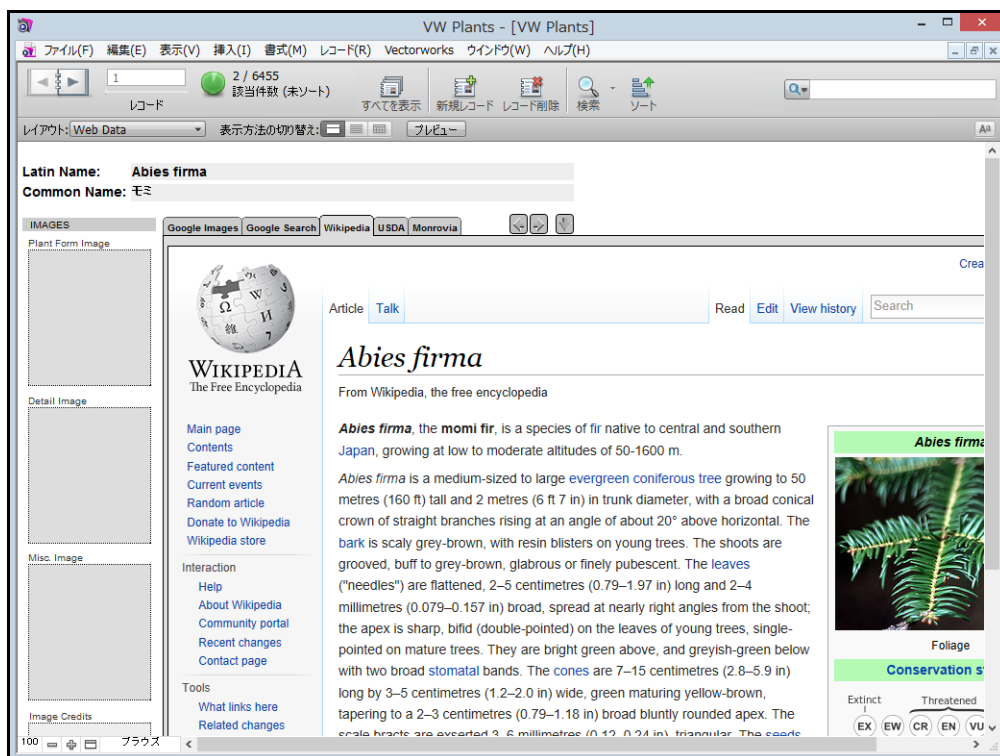 VW Plants - [VW Plants]
ファイル(F) 編集(E) 表示(V) 挿入(I) 書式(M) レコード(R) Vectorworks ウインドウ(W) ヘルプ(H)
1
レコード
2 / 6455
該当件数 (未ソート)
すべてを表示 新規レコード レコード削除 検索 ソート
レイアウト: Web Data 表示方法の切り替え: プレビュー Aa
Latin Name: Abies firma
Common Name: モミ
IMAGES
Plant Form Image
Detail Image
Misc. Image
Image Credits
Google Images Google Search Wikipedia USDA Monrovia
WIKIPEDIA
The Free Encyclopedia
Main page
Contents
Featured content
Current events
Random article
Donate to Wikipedia
Wikipedia store
Interaction
Help
About Wikipedia
Community portal
Recent changes
Contact page
Tools
What links here
Related changes
Crea
Article Talk Read Edit View history Search
Abies firma
From Wikipedia, the free encyclopedia
Abies firma, the momi fir, is a species of fir native to central and southern
Japan, growing at low to moderate altitudes of 50-1600 m.
Abies firma is a medium-sized to large evergreen coniferous tree growing to 50
metres (160 ft) tall and 2 metres (6 ft 7 in) in trunk diameter, with a broad conical
crown of straight branches rising at an angle of about 20° above horizontal. The
bark is scaly grey-brown, with resin blisters on young trees. The shoots are
grooved, buff to grey-brown, glabrous or finely pubescent. The leaves
("needles") are flattened, 2–5 centimetres (0.79–1.97 in) long and 2–4
millimetres (0.079–0.157 in) broad, spread at nearly right angles from the shoot;
the apex is sharp, bifid (double-pointed) on the leaves of young trees, single-
pointed on mature trees. They are bright green above, and greyish-green below
with two broad stomatal bands. The cones are 7–15 centimetres (2.8–5.9 in)
long by 3–5 centimetres (1.2–2.0 in) wide, green maturing yellow-brown,
tapering to a 2–3 centimetres (0.79–1.18 in) broad bluntly rounded apex. The
scale bracts are exserted 3–6 millimetres (0.12–0.24 in), triangular. The seeds
Abies firma
Foliage
Conservation s
Extinct Threatened
EX EW CR EN VU
100 ブラウズ